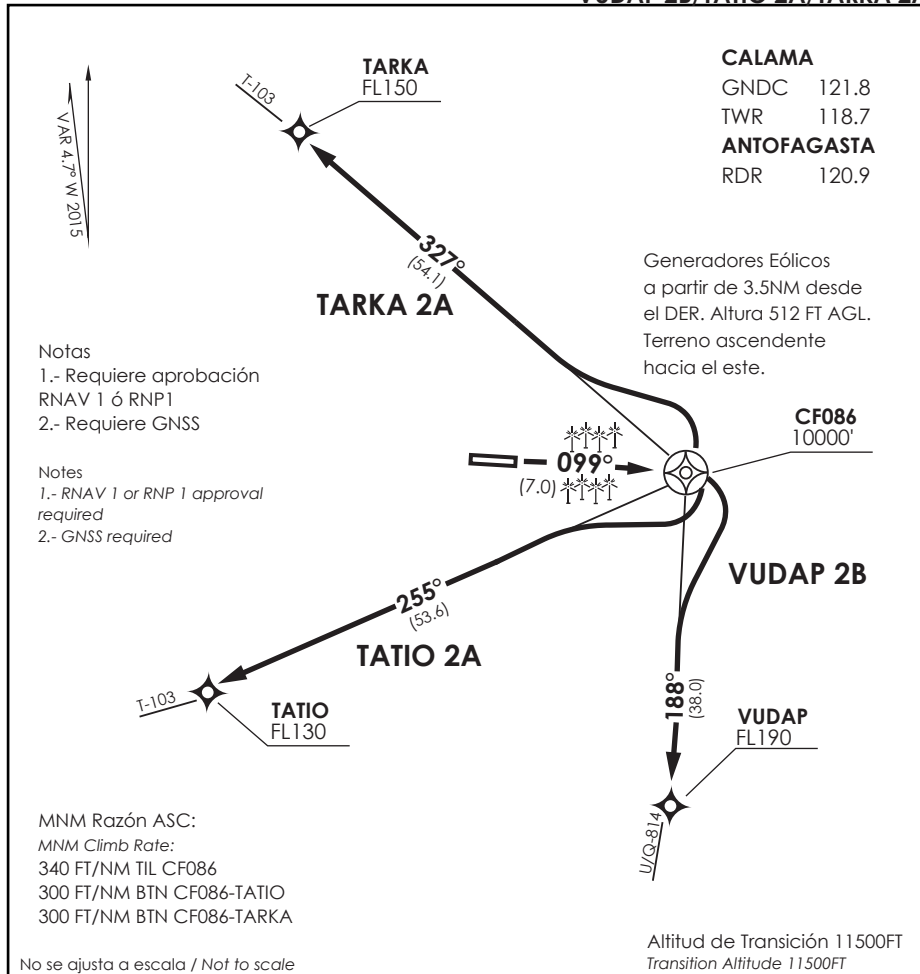 VUDAP 2B/TATIO 2A/TARKA 2A
TARKA
FL150
T-103
VAR 4.7° W 2015
CALAMA
GNDC 121.8
TWR 118.7
ANTOFAGASTA
RDR 120.9
327°
(54.1)
TARKA 2A
Generadores Eólicos
a partir de 3.5NM desde
el DER. Altura 512 FT AGL.
Terreno ascendente
hacia el este.
Notas
1.- Requiere aprobación
RNAV 1 ó RNP1
2.- Requiere GNSS
Notes
1.- RNAV 1 or RNP 1 approval
required
2.- GNSS required
CF086
10000'
099°
(7.0)
VUDAP 2B
255°
(53.6)
TATIO 2A
T-103
TATIO
FL130
188°
(38.0)
VUDAP
FL190
U/Q-814
MNM Razón ASC:
MNM Climb Rate:
340 FT/NM TIL CF086
300 FT/NM BTN CF086-TATIO
300 FT/NM BTN CF086-TARKA
No se ajusta a escala / Not to scale
Altitud de Transición 11500FT
Transition Altitude 11500FT